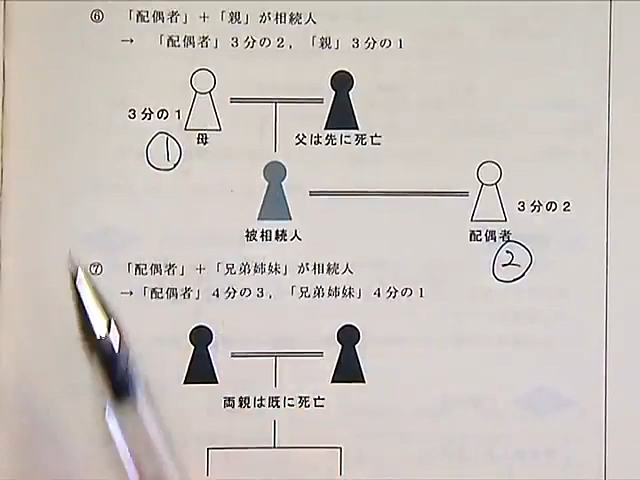 ⑥ 「配偶者」＋「親」が相続人
→ 「配偶者」3分の2，「親」3分の1
3分の1
母
父は先に死亡
①
被相続人
3分の2
配偶者
②
⑦ 「配偶者」＋「兄弟姉妹」が相続人
→「配偶者」4分の3，「兄弟姉妹」4分の1
両親は既に死亡